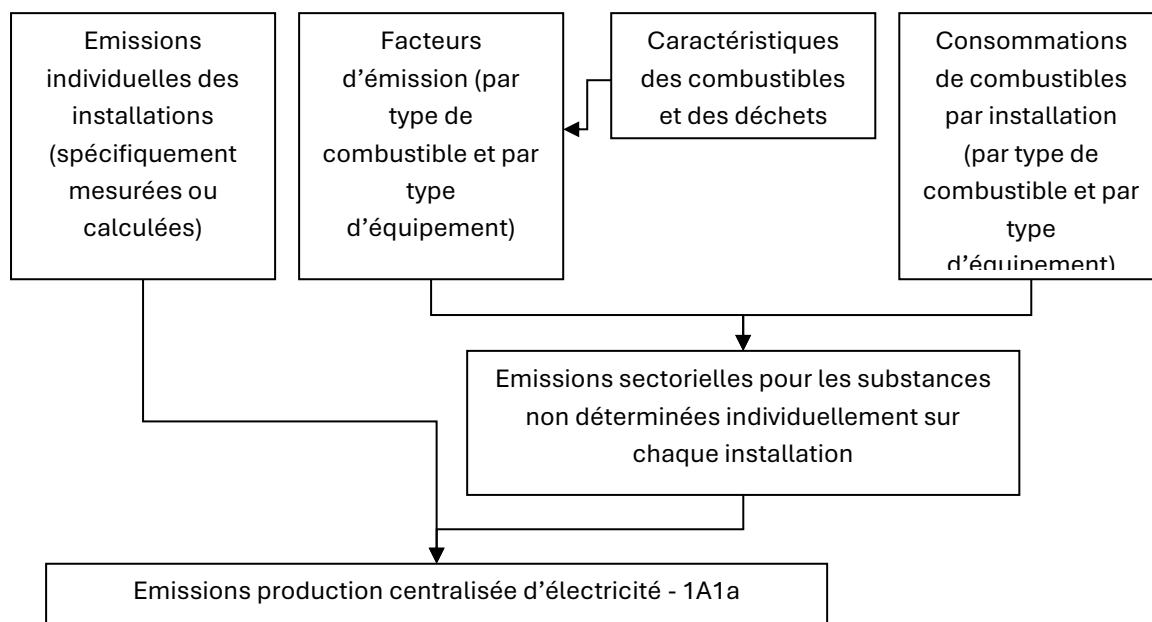 Emissions
individuelles des
installations
(spécifiquement
mesurées ou
calculées)
Facteurs
d'émission (par
type de
combustible et par
type
d'équipement)
Caractéristiques
des combustibles
et des déchets
Consommations
de combustibles
par installation
(par type de
combustible et par
type
d'équipement)
Emissions sectorielles pour les substances
non déterminées individuellement sur
chaque installation
Emissions production centralisée d'électricité - 1A1a